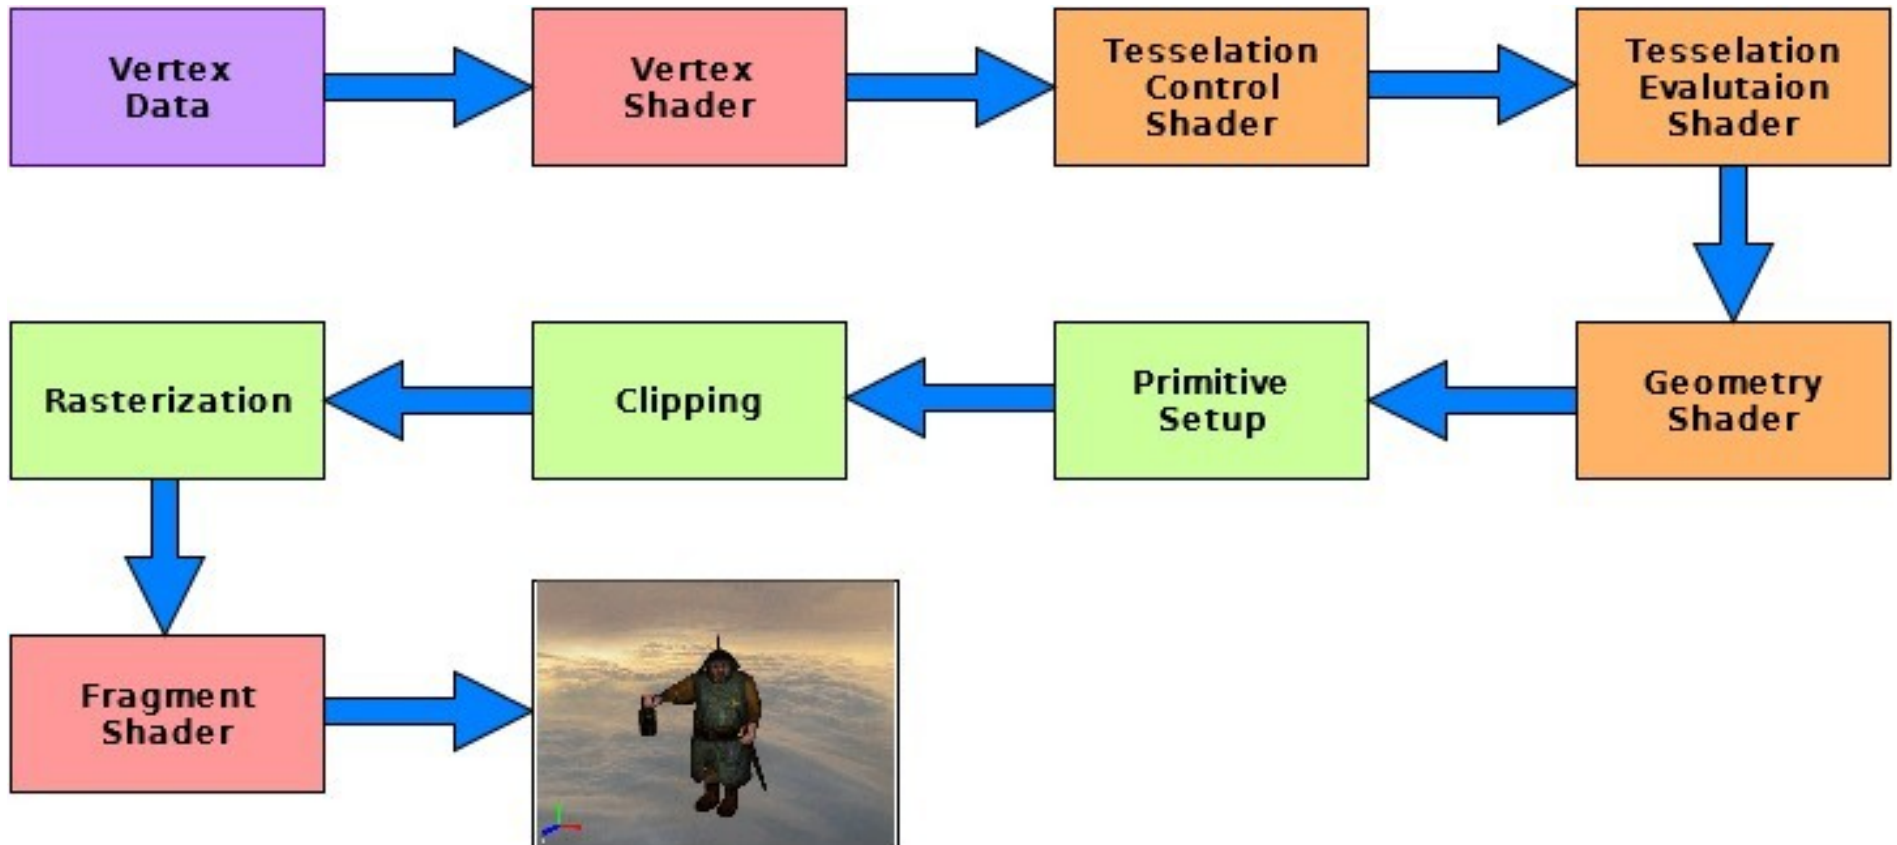 Vertex
Data
Vertex
Shader
Tesselation
Control
Shader
Tesselation
Evalutaion
Shader
Geometry
Shader
Primitive
Setup
Clipping
Rasterization
Fragment
Shader